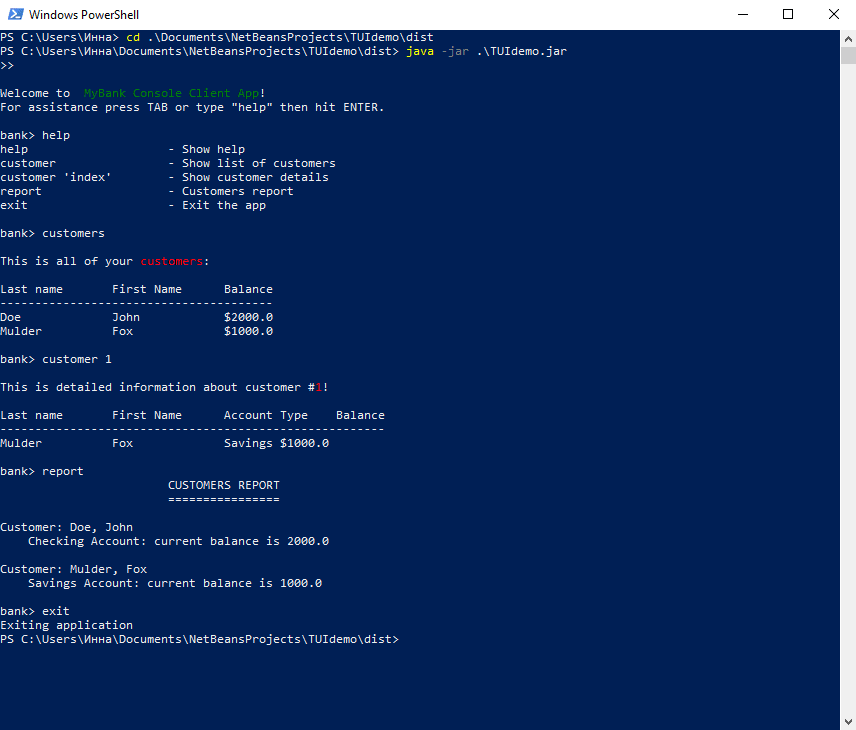 Windows PowerShell
PS C:\Users\Инна> cd .\Documents\NetBeansProjects\TUIdemo\dist
PS C:\Users\Инна\Documents\NetBeansProjects\TUIdemo\dist> java -jar .\TUIdemo.jar
>>
Welcome to  MyBank Console Client App!
For assistance press TAB or type "help" then hit ENTER.
bank> help
help                    - Show help
customer                - Show list of customers
customer 'index'        - Show customer details
report                  - Customers report
exit                    - Exit the app
bank> customers
This is all of your customers:
Last name       First Name      Balance
---------------------------------------
Doe             John            $2000.0
Mulder          Fox             $1000.0
bank> customer 1
This is detailed information about customer #1!
Last name       First Name      Account Type    Balance
-------------------------------------------------------
Mulder          Fox             Savings $1000.0
bank> report
                        CUSTOMERS REPORT
                        ================
Customer: Doe, John
    Checking Account: current balance is 2000.0
Customer: Mulder, Fox
    Savings Account: current balance is 1000.0
bank> exit
Exiting application
PS C:\Users\Инна\Documents\NetBeansProjects\TUIdemo\dist>